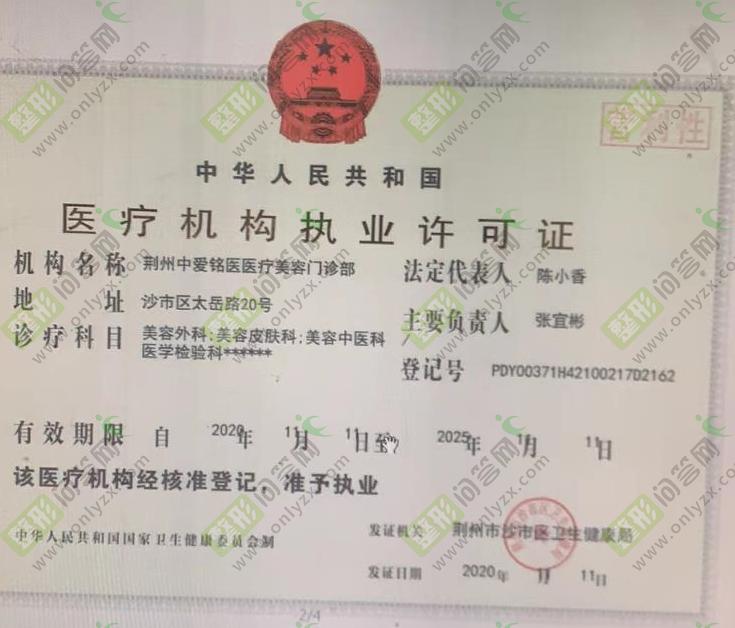 营利性
中华人民共和国
医疗机构执业许可证
机构名称 荆州中爱铭医医疗美容门诊部
法定代表人 陈小香
地址 沙市区太岳路20号
主要负责人 张宜彬
诊疗科目 美容外科;美容皮肤科;美容中医科
医学检验科******
登记号 PDY00371H42100217D2162
有效期限 自 2020年 11月 11日至 2025年 11月 11日
该医疗机构经核准登记，准予执业
中华人民共和国国家卫生健康委员会制
发证机关 荆州市沙市区卫生健康局
发证日期 2020年 11月 11日
2/4
整形问答网
www.onlyzx.com